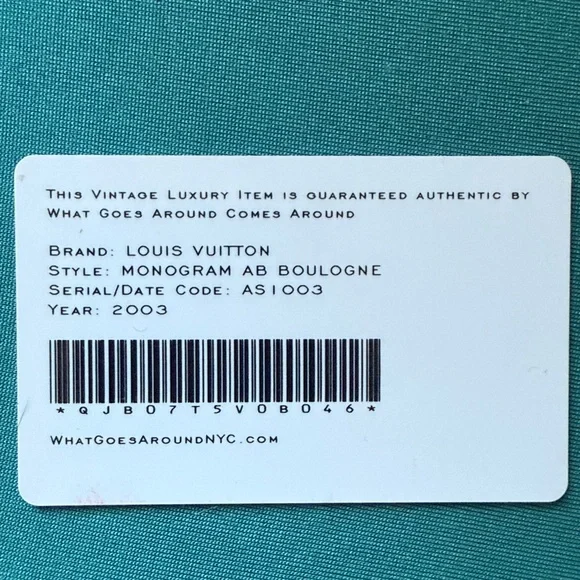 This Vintage Luxury Item is guaranteed authentic by
What Goes Around Comes Around
Brand: LOUIS VUITTON
Style: MONOGRAM AB BOULOGNE
Serial/Date Code: AS1003
Year: 2003
*QJB07T5V0B046*
WhatGoesAroundNYC.com